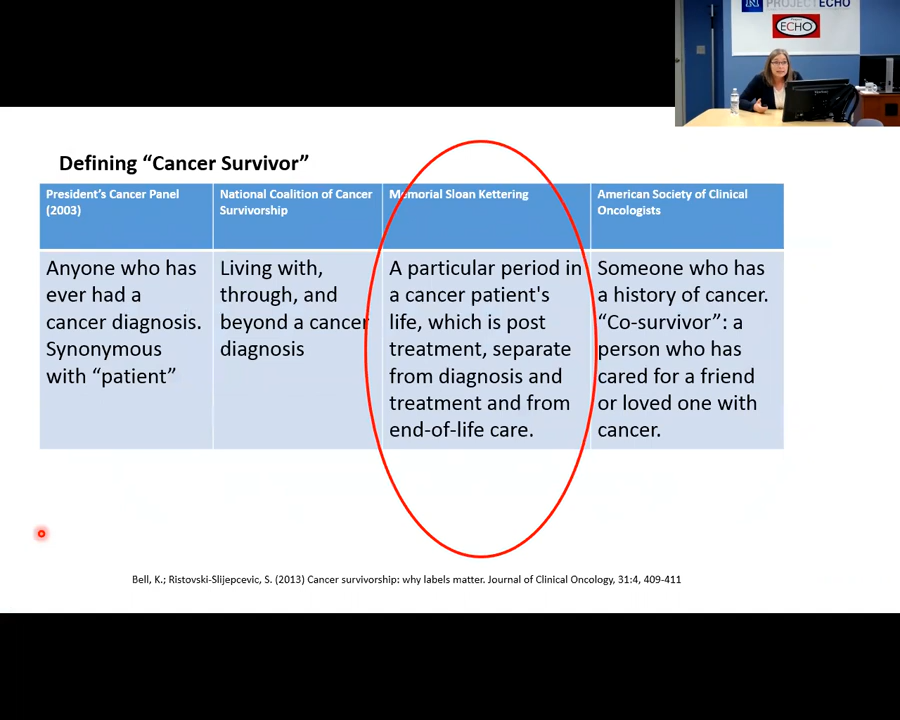 N PROJECT ECHO
Project
ECHO
Defining “Cancer Survivor”
President’s Cancer Panel
(2003)
National Coalition of Cancer
Survivorship
Memorial Sloan Kettering
American Society of Clinical
Oncologists
Anyone who has
ever had a
cancer diagnosis.
Synonymous
with “patient”
Living with,
through, and
beyond a cancer
diagnosis
A particular period in
a cancer patient's
life, which is post
treatment, separate
from diagnosis and
treatment and from
end-of-life care.
Someone who has
a history of cancer.
“Co-survivor”: a
person who has
cared for a friend
or loved one with
cancer.
Bell, K.; Ristovski-Slijepcevic, S. (2013) Cancer survivorship: why labels matter. Journal of Clinical Oncology, 31:4, 409-411